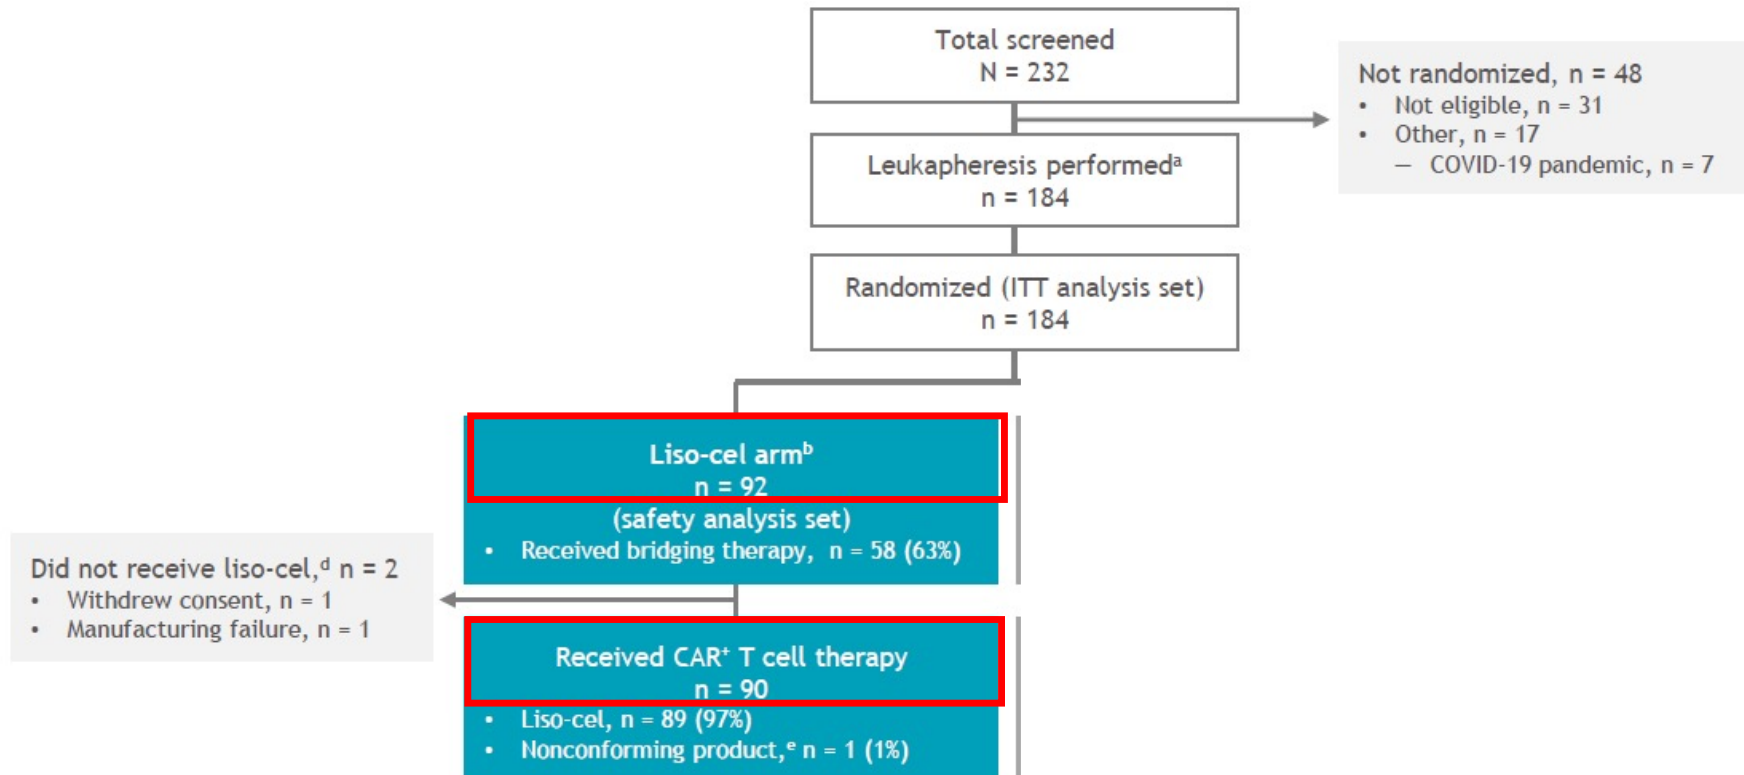 Total screened
N = 232
Not randomized, n = 48
• Not eligible, n = 31
• Other, n = 17
— COVID-19 pandemic, n = 7
Leukapheresis performedᵃ
n = 184
Randomized (ITT analysis set)
n = 184
Liso-cel armᵇ
n = 92
(safety analysis set)
• Received bridging therapy, n = 58 (63%)
Did not receive liso-cel,ᵈ n = 2
• Withdrew consent, n = 1
• Manufacturing failure, n = 1
Received CAR⁺ T cell therapy
n = 90
• Liso-cel, n = 89 (97%)
• Nonconforming product,ᵉ n = 1 (1%)